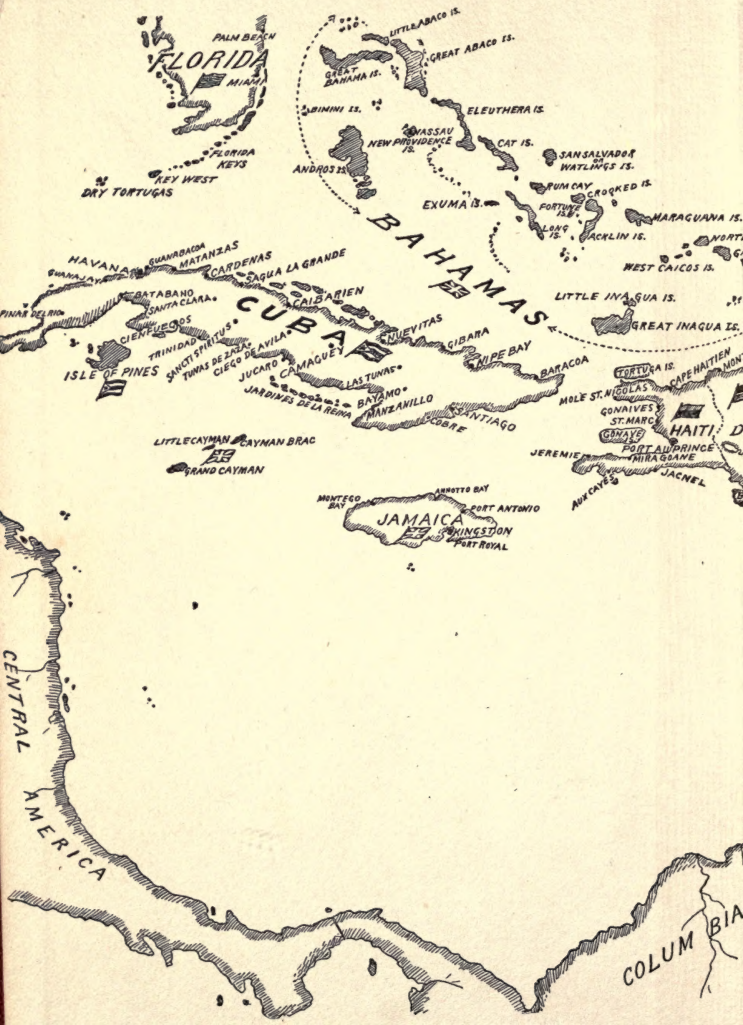 PALM BEACH
FLORIDA
MIAMI
FLORIDA
KEYS
KEY WEST
DRY TORTUGAS
LITTLE ABACO IS.
GREAT ABACO IS.
GREAT
BAHAMA IS.
BIMINI IS.
ELEUTHERA IS.
NASSAU
NEW PROVIDENCE
IS.
CAT IS.
ANDROS IS.
SAN SALVADOR
OR
WATLINGS IS.
RUM CAY
CROOKED IS.
EXUMA IS.
FORTUNE
IS.
LONG
IS.
ACKLIN IS.
MARAGUANA IS.
NORT
G
WEST CAICOS IS.
BAHAMAS
LITTLE INAGUA IS.
GREAT INAGUA IS.
HAVANA
GUANABACOA
MATANZAS
CARDENAS
SAGUA LA GRANDE
CAIBARIEN
GUANAJAY
PINAR DEL RIO
BATABANO
SANTA CLARA
CUBA
CIENFUEGOS
TRINIDAD
SANCTI SPIRITUS
TUNAS DE ZAZA
CIEGO DE AVILA
JUCARO
CAMAGUEY
NUEVITAS
GIBARA
NIPE BAY
BARACOA
LAS TUNAS
BAYAMO
JARDINES DE LA REINA
MANZANILLO
COBRE
SANTIAGO
ISLE OF PINES
TORTUGA IS.
CAPE HAITIEN
MON
MOLE ST. NICOLAS
GONAIVES
ST. MARC
HAITI
D
GONAVE
PORT AU PRINCE
MIRAGOANE
JEREMIE
JACNEL
AUX CAYES
LITTLE CAYMAN
CAYMAN BRAC
GRAND CAYMAN
MONTEGO
BAY
ANNOTTO BAY
PORT ANTONIO
JAMAICA
KINGSTON
PORT ROYAL
CENTRAL
AMERICA
COLUMBIA